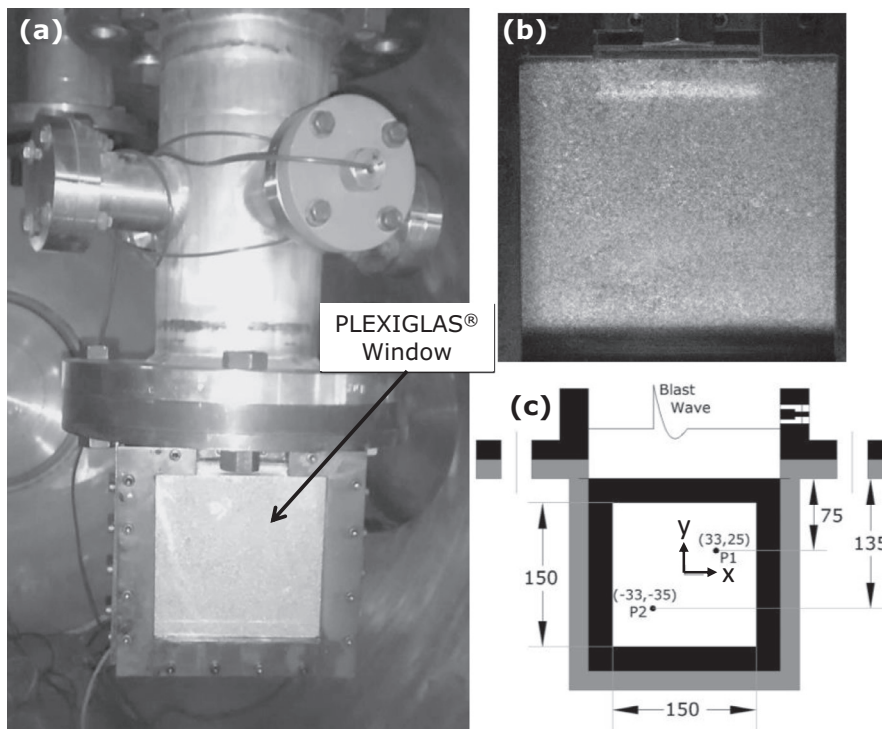 (a)
PLEXIGLAS®
Window
(b)
(c)
Blast
Wave
75
135
150
y
x
(33,25)
P1
(-33,-35)
P2
150